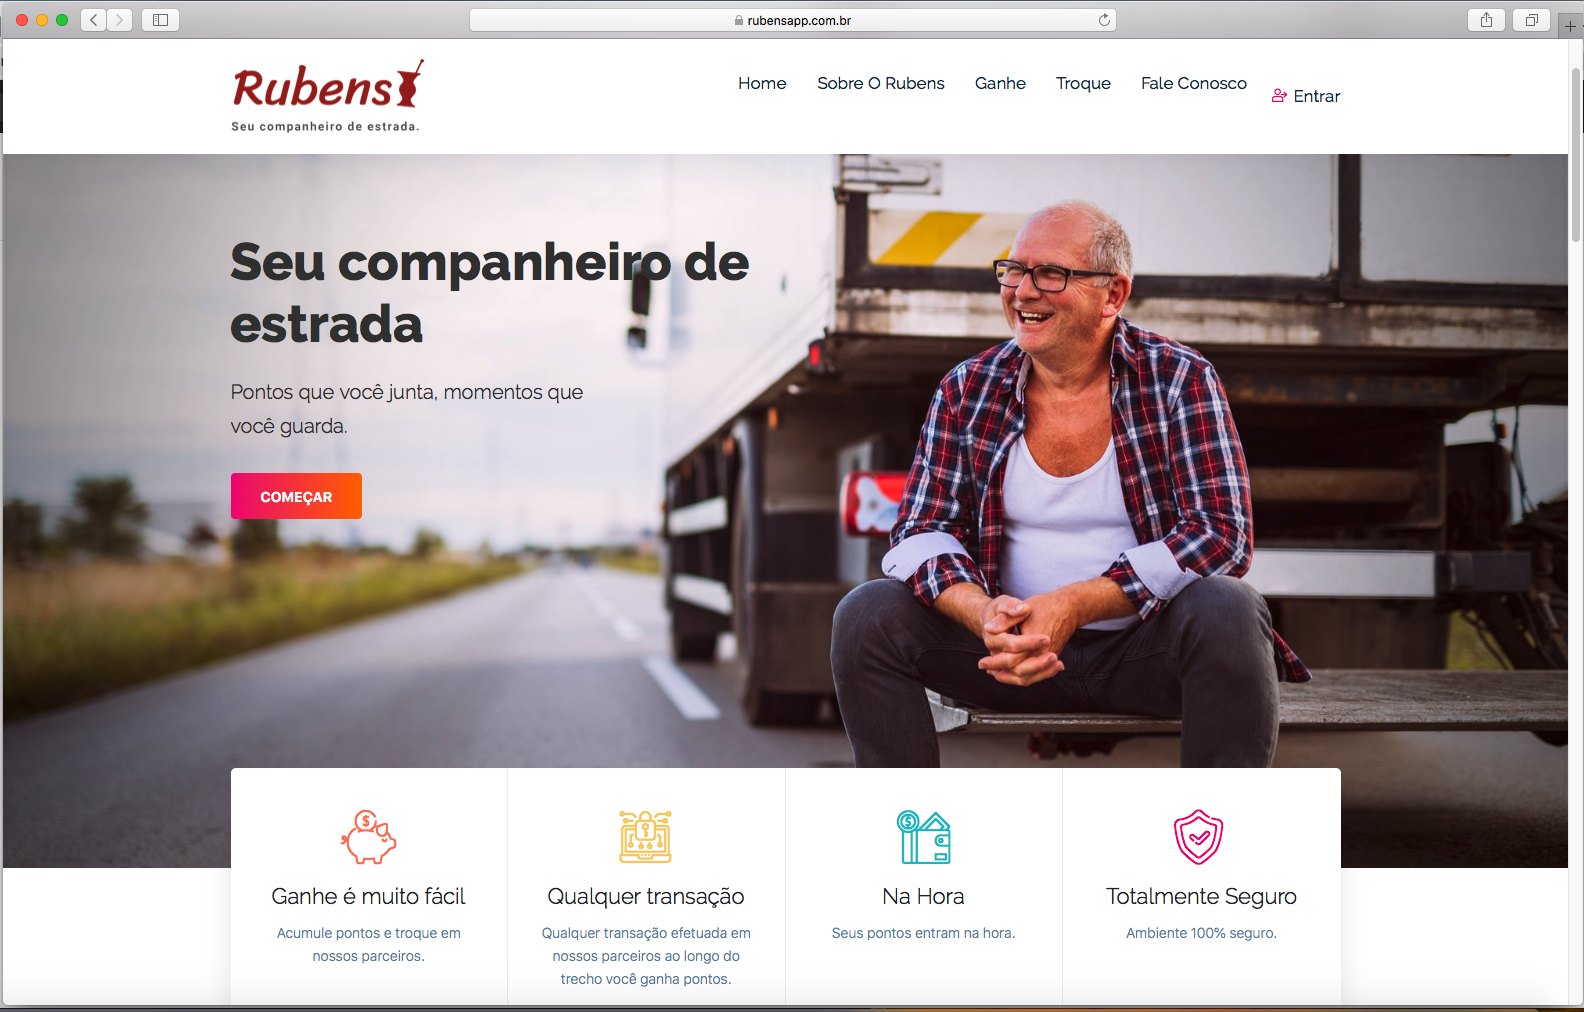 rubensapp.com.br
Rubens
Seu companheiro de estrada.
Home
Sobre O Rubens
Ganhe
Troque
Fale Conosco
Entrar
Seu companheiro de
estrada
Pontos que você junta, momentos que
você guarda.
COMEÇAR
Ganhe é muito fácil
Acumule pontos e troque em
nossos parceiros.
Qualquer transação
Qualquer transação efetuada em
nossos parceiros ao longo do
trecho você ganha pontos.
Na Hora
Seus pontos entram na hora.
Totalmente Seguro
Ambiente 100% seguro.